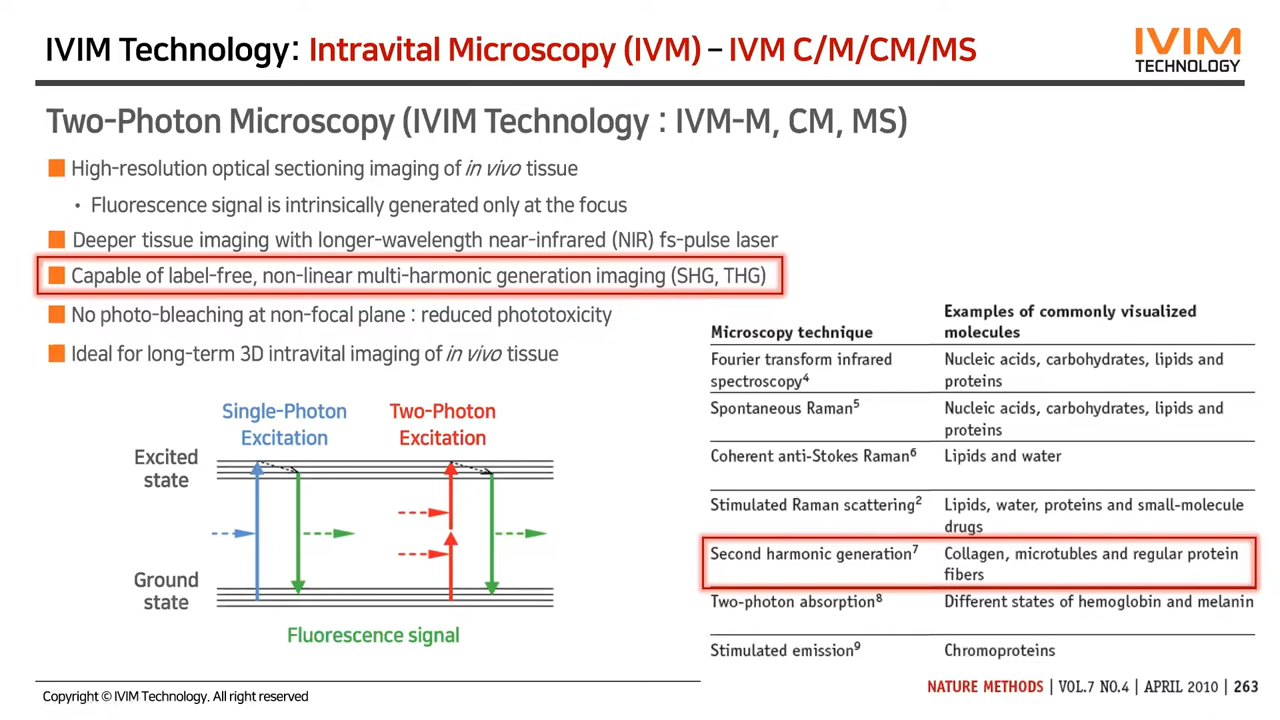 IVIM Technology: Intravital Microscopy (IVM) – IVM C/M/CM/MS
IVIM
TECHNOLOGY
Two-Photon Microscopy (IVIM Technology : IVM-M, CM, MS)
High-resolution optical sectioning imaging of in vivo tissue
• Fluorescence signal is intrinsically generated only at the focus
Deeper tissue imaging with longer-wavelength near-infrared (NIR) fs-pulse laser
Capable of label-free, non-linear multi-harmonic generation imaging (SHG, THG)
No photo-bleaching at non-focal plane : reduced phototoxicity
Ideal for long-term 3D intravital imaging of in vivo tissue
Single-Photon
Excitation
Two-Photon
Excitation
Excited
state
Ground
state
Fluorescence signal
Examples of commonly visualized
Microscopy technique molecules
Fourier transform infrared Nucleic acids, carbohydrates, lipids and
spectroscopy4 proteins
Spontaneous Raman5 Nucleic acids, carbohydrates, lipids and
proteins
Coherent anti-Stokes Raman6 Lipids and water
Stimulated Raman scattering2 Lipids, water, proteins and small-molecule
drugs
Second harmonic generation7 Collagen, microtubles and regular protein
fibers
Two-photon absorption8 Different states of hemoglobin and melanin
Stimulated emission9 Chromoproteins
NATURE METHODS | VOL.7 NO.4 | APRIL 2010 | 263
Copyright © IVIM Technology. All right reserved